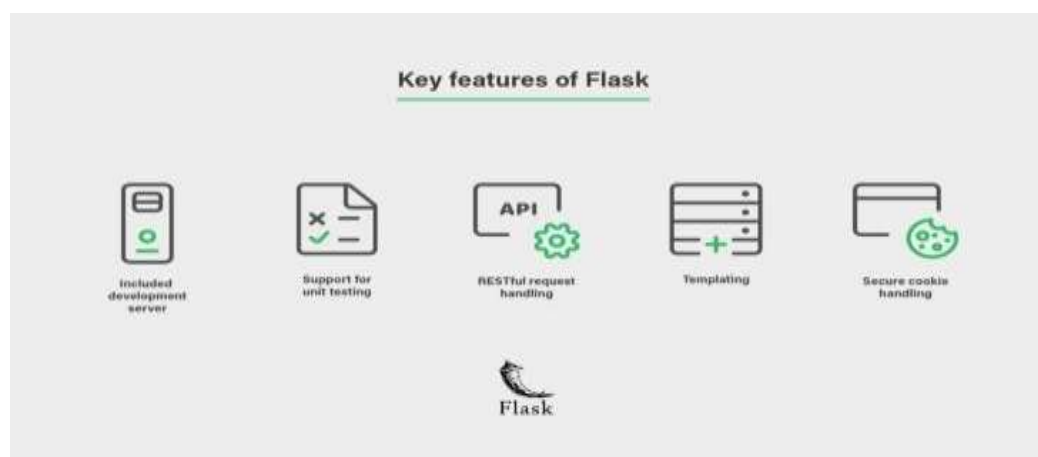 Key features of Flask
API
Included
development
server
Support for
unit testing
RESTful request
handling
Templating
Secure cookie
handling
Flask